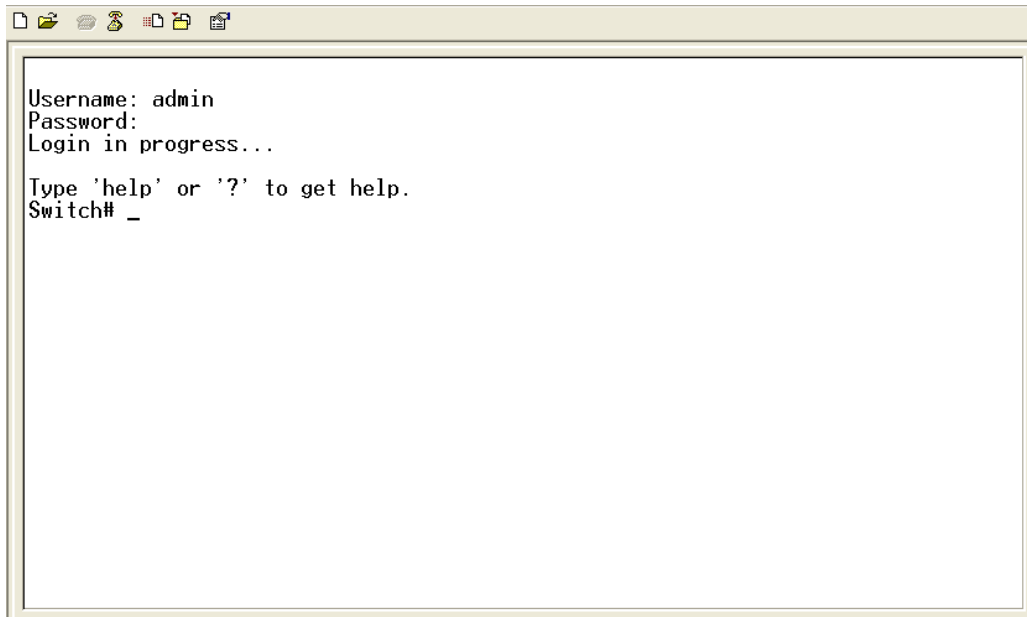 Username: admin
Password:
Login in progress...
Type 'help' or '?' to get help.
Switch# _